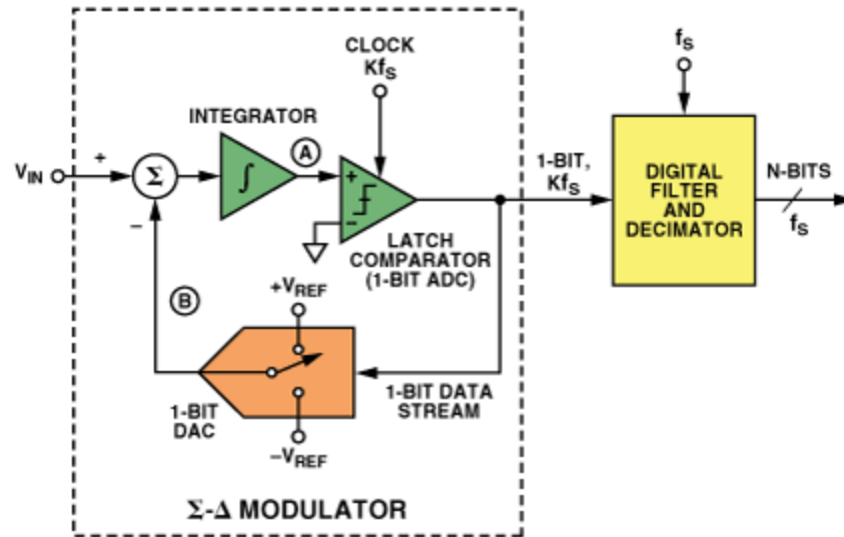 CLOCK
Kf_S
f_S
INTEGRATOR
A
V_IN
+
Σ
∫
+
−
−
1-BIT,
Kf_S
DIGITAL
FILTER
AND
DECIMATOR
N-BITS
f_S
LATCH
COMPARATOR
(1-BIT ADC)
B
+V_REF
1-BIT
DAC
1-BIT DATA
STREAM
−V_REF
Σ-Δ MODULATOR